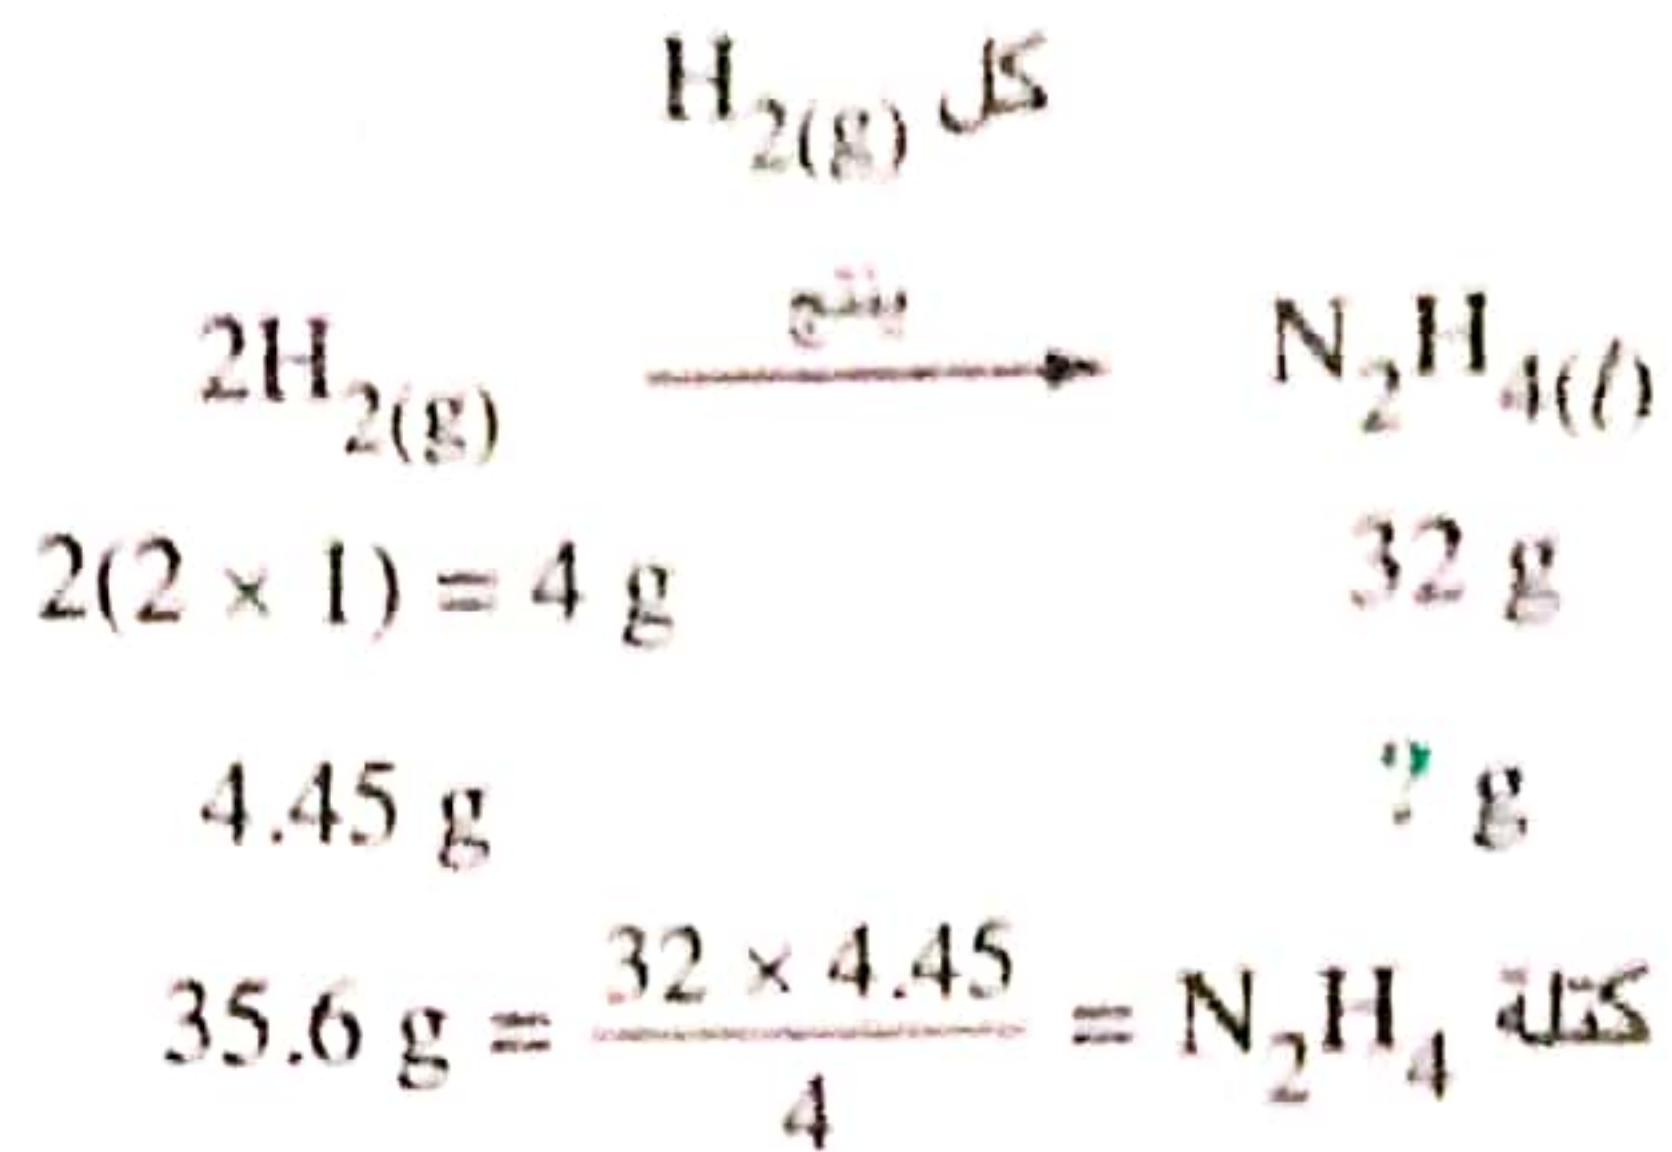 كل H₂(g)
2H₂(g) ينتج N₂H₄(l)
2(2 × 1) = 4 g 32 g
4.45 g ? g
35.6 g = (32 × 4.45)/4 = N₂H₄ كتلة